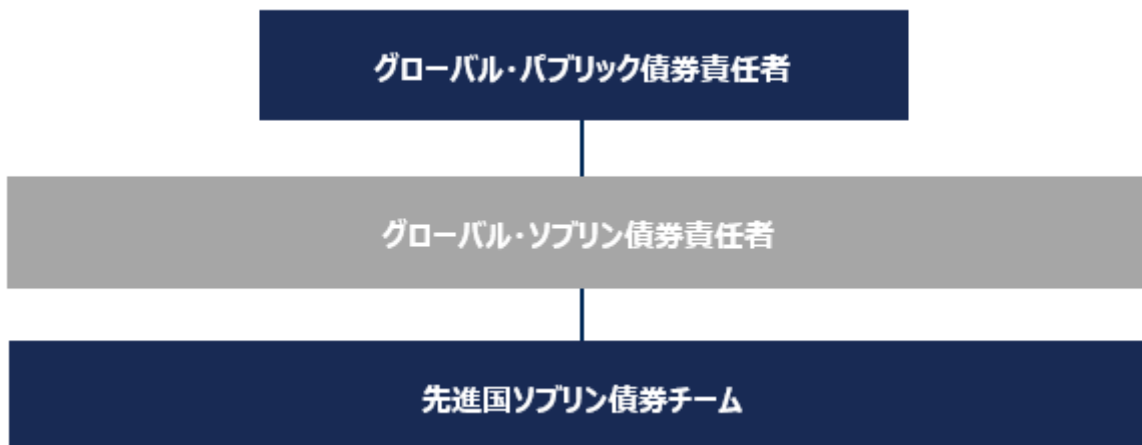 グローバル・パブリック債券責任者
グローバル・ソブリン債券責任者
先進国ソブリン債券チーム